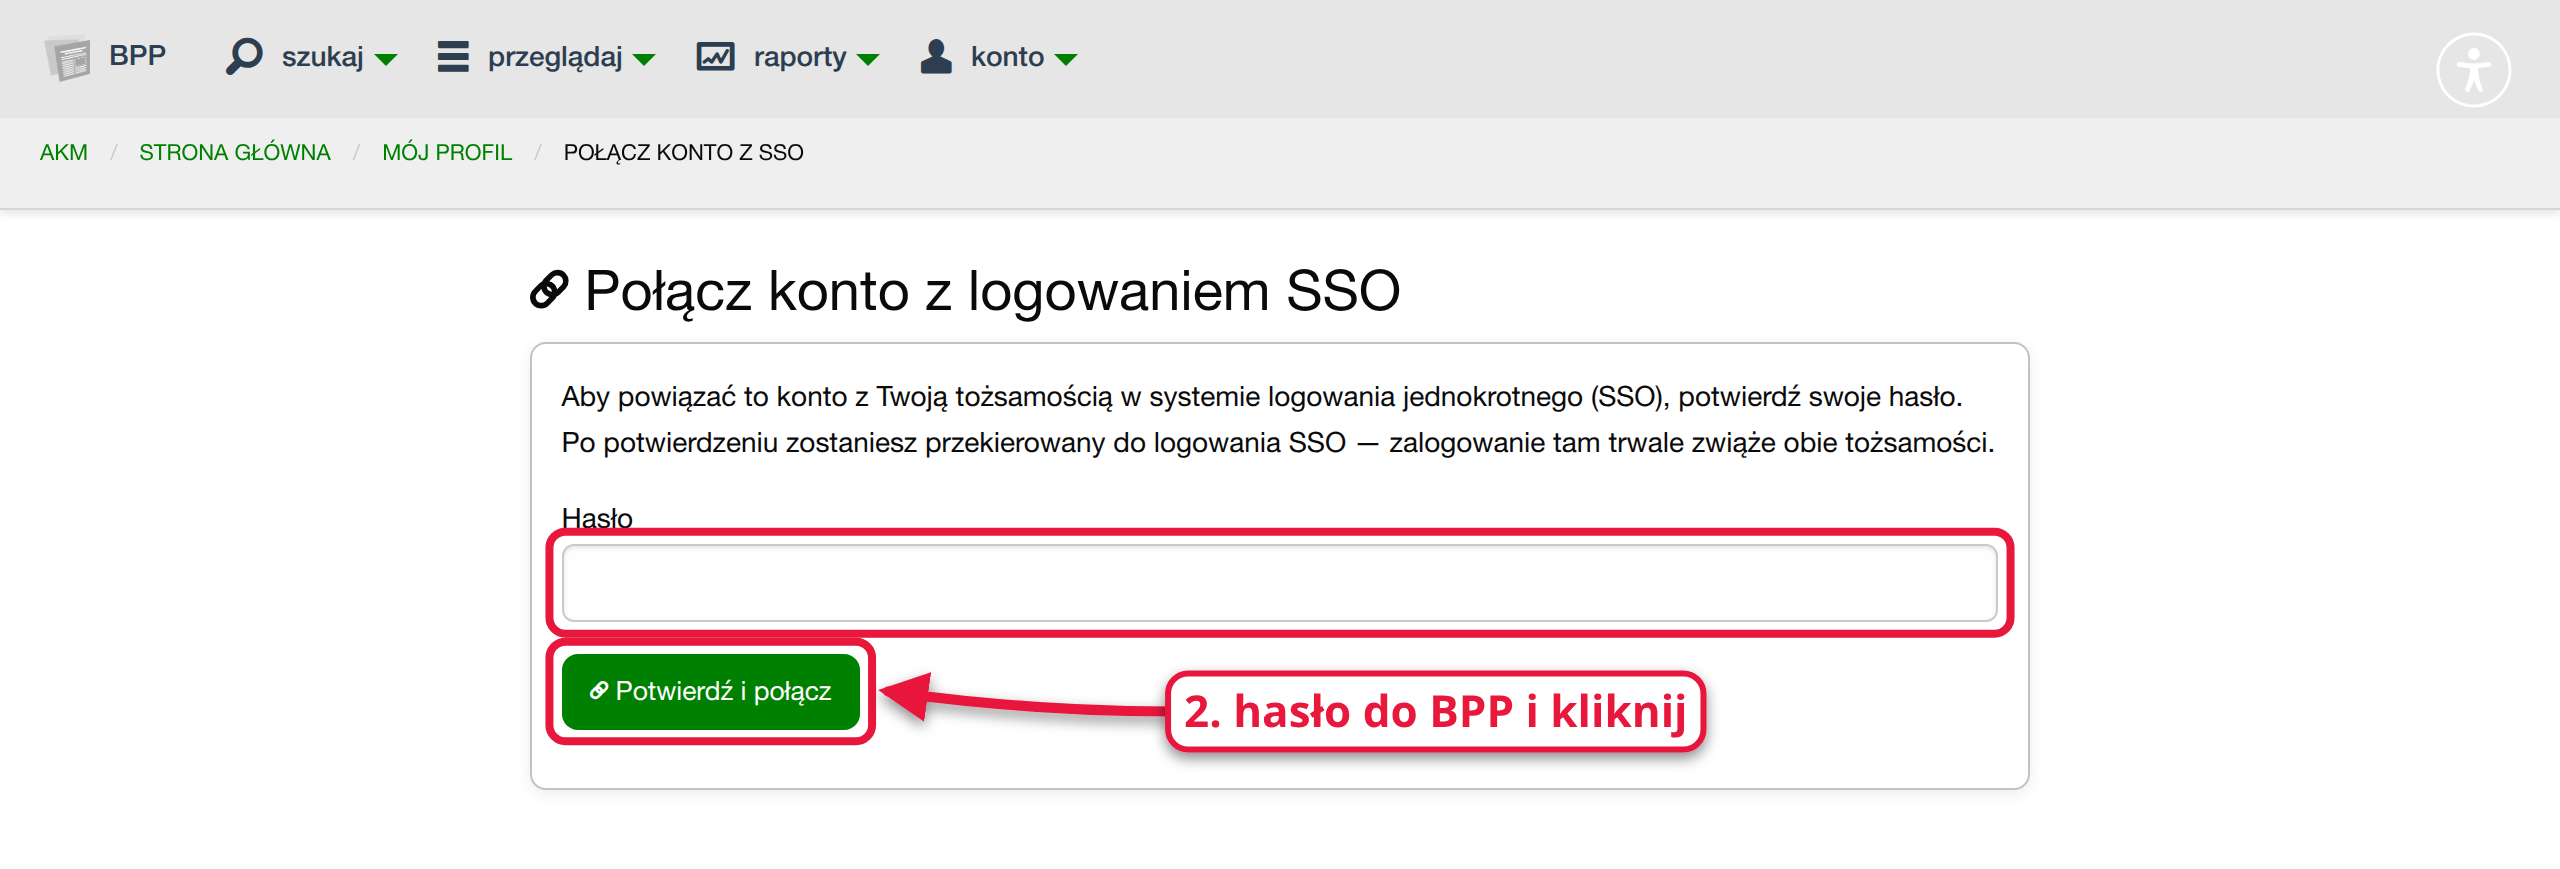 BPP szukaj przeglądaj raporty konto
AKM / STRONA GŁÓWNA / MÓJ PROFIL / POŁĄCZ KONTO Z SSO
Połącz konto z logowaniem SSO
Aby powiązać to konto z Twoją tożsamością w systemie logowania jednokrotnego (SSO), potwierdź swoje hasło.
Po potwierdzeniu zostaniesz przekierowany do logowania SSO — zalogowanie tam trwale zwiąże obie tożsamości.
Hasło
Potwierdź i połącz
2. hasło do BPP i kliknij